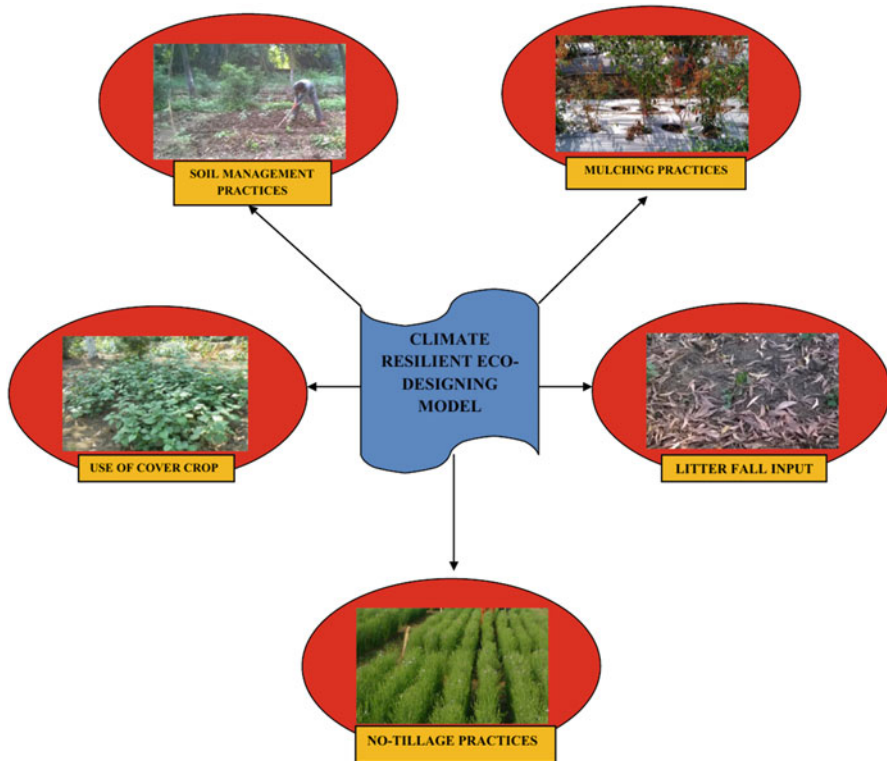 SOIL MANAGEMENT
PRACTICES
MULCHING PRACTICES
CLIMATE
RESILIENT ECO-
DESIGNING
MODEL
USE OF COVER CROP
LITTER FALL INPUT
NO-TILLAGE PRACTICES